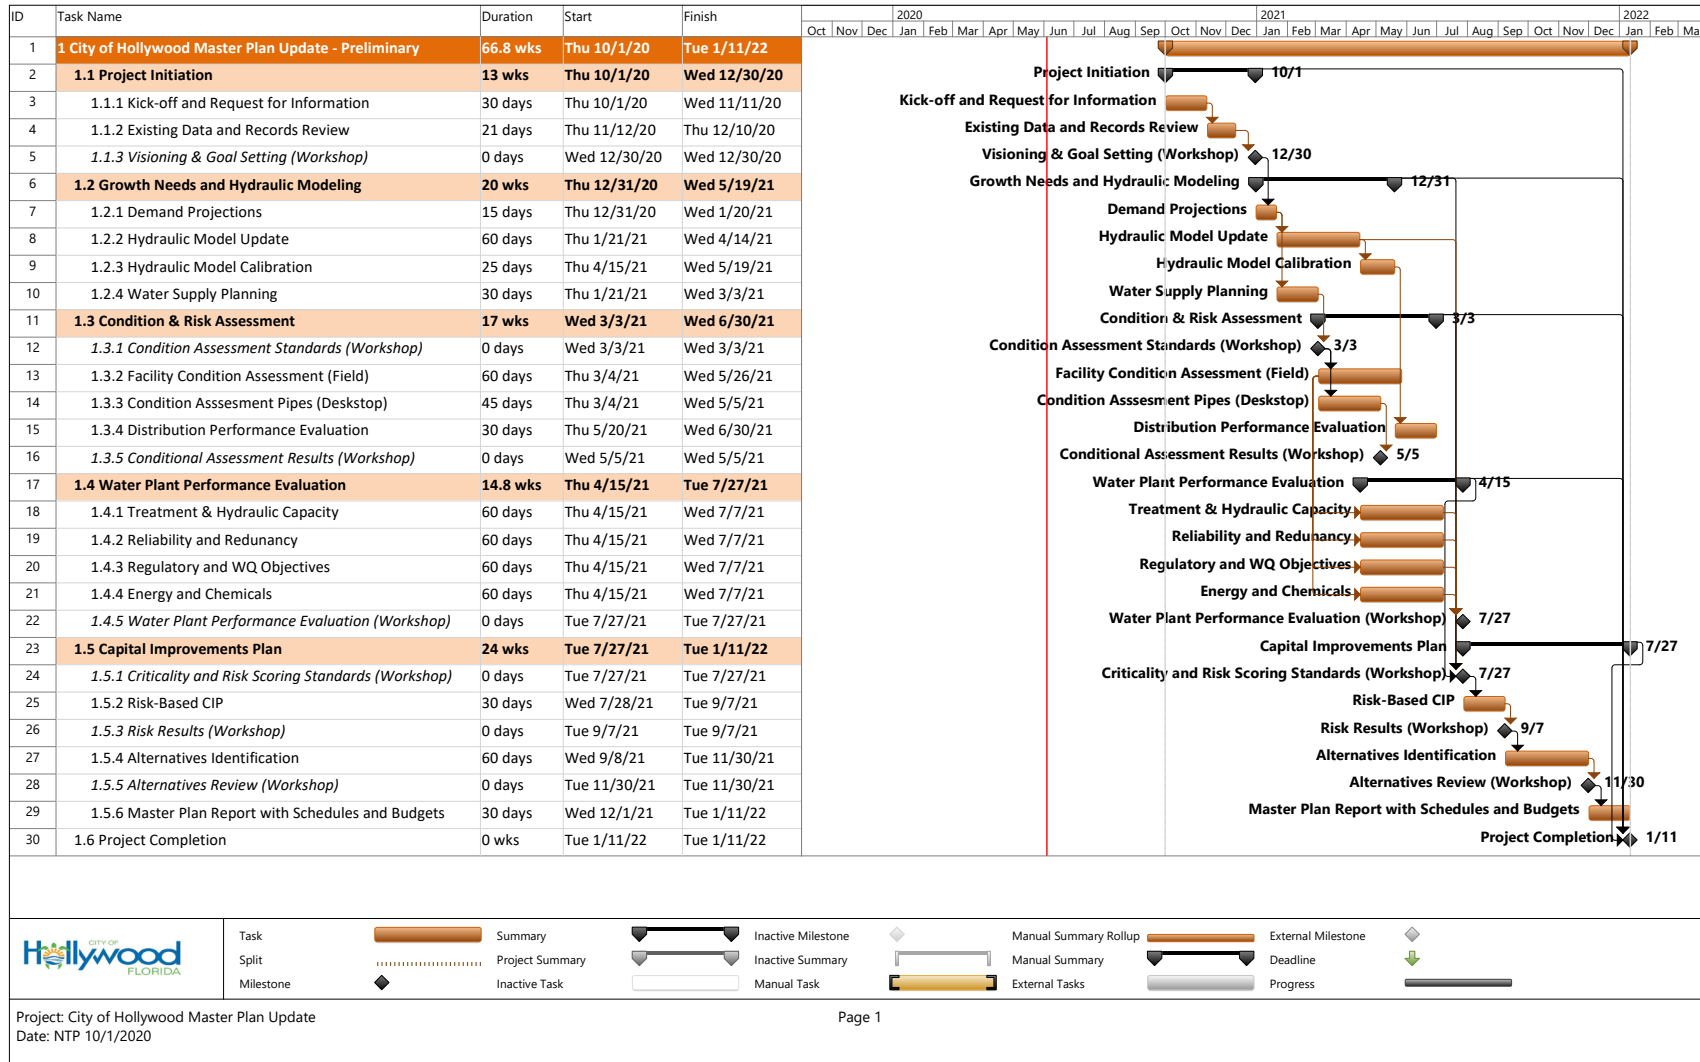 ID Task Name Duration Start Finish 2020 2021 2022
Oct Nov Dec Jan Feb Mar Apr May Jun Jul Aug Sep Oct Nov Dec Jan Feb Mar Apr May Jun Jul Aug Sep Oct Nov Dec Jan Feb Ma
1 1 City of Hollywood Master Plan Update - Preliminary 66.8 wks Thu 10/1/20 Tue 1/11/22
2 1.1 Project Initiation 13 wks Thu 10/1/20 Wed 12/30/20 Project Initiation 10/1
3 1.1.1 Kick-off and Request for Information 30 days Thu 10/1/20 Wed 11/11/20 Kick-off and Request for Information
4 1.1.2 Existing Data and Records Review 21 days Thu 11/12/20 Thu 12/10/20 Existing Data and Records Review
5 1.1.3 Visioning & Goal Setting (Workshop) 0 days Wed 12/30/20 Wed 12/30/20 Visioning & Goal Setting (Workshop) 12/30
6 1.2 Growth Needs and Hydraulic Modeling 20 wks Thu 12/31/20 Wed 5/19/21 Growth Needs and Hydraulic Modeling 12/31
7 1.2.1 Demand Projections 15 days Thu 12/31/20 Wed 1/20/21 Demand Projections
8 1.2.2 Hydraulic Model Update 60 days Thu 1/21/21 Wed 4/14/21 Hydraulic Model Update
9 1.2.3 Hydraulic Model Calibration 25 days Thu 4/15/21 Wed 5/19/21 Hydraulic Model Calibration
10 1.2.4 Water Supply Planning 30 days Thu 1/21/21 Wed 3/3/21 Water Supply Planning
11 1.3 Condition & Risk Assessment 17 wks Wed 3/3/21 Wed 6/30/21 Condition & Risk Assessment 3/3
12 1.3.1 Condition Assessment Standards (Workshop) 0 days Wed 3/3/21 Wed 3/3/21 Condition Assessment Standards (Workshop) 3/3
13 1.3.2 Facility Condition Assessment (Field) 60 days Thu 3/4/21 Wed 5/26/21 Facility Condition Assessment (Field)
14 1.3.3 Condition Asssesment Pipes (Deskstop) 45 days Thu 3/4/21 Wed 5/5/21 Condition Asssesment Pipes (Deskstop)
15 1.3.4 Distribution Performance Evaluation 30 days Thu 5/20/21 Wed 6/30/21 Distribution Performance Evaluation
16 1.3.5 Conditional Assessment Results (Workshop) 0 days Wed 5/5/21 Wed 5/5/21 Conditional Assessment Results (Workshop) 5/5
17 1.4 Water Plant Performance Evaluation 14.8 wks Thu 4/15/21 Tue 7/27/21 Water Plant Performance Evaluation 4/15
18 1.4.1 Treatment & Hydraulic Capacity 60 days Thu 4/15/21 Wed 7/7/21 Treatment & Hydraulic Capacity
19 1.4.2 Reliability and Redunancy 60 days Thu 4/15/21 Wed 7/7/21 Reliability and Redunancy
20 1.4.3 Regulatory and WQ Objectives 60 days Thu 4/15/21 Wed 7/7/21 Regulatory and WQ Objectives
21 1.4.4 Energy and Chemicals 60 days Thu 4/15/21 Wed 7/7/21 Energy and Chemicals
22 1.4.5 Water Plant Performance Evaluation (Workshop) 0 days Tue 7/27/21 Tue 7/27/21 Water Plant Performance Evaluation (Workshop) 7/27
23 1.5 Capital Improvements Plan 24 wks Tue 7/27/21 Tue 1/11/22 Capital Improvements Plan 7/27
24 1.5.1 Criticality and Risk Scoring Standards (Workshop) 0 days Tue 7/27/21 Tue 7/27/21 Criticality and Risk Scoring Standards (Workshop) 7/27
25 1.5.2 Risk-Based CIP 30 days Wed 7/28/21 Tue 9/7/21 Risk-Based CIP
26 1.5.3 Risk Results (Workshop) 0 days Tue 9/7/21 Tue 9/7/21 Risk Results (Workshop) 9/7
27 1.5.4 Alternatives Identification 60 days Wed 9/8/21 Tue 11/30/21 Alternatives Identification
28 1.5.5 Alternatives Review (Workshop) 0 days Tue 11/30/21 Tue 11/30/21 Alternatives Review (Workshop) 11/30
29 1.5.6 Master Plan Report with Schedules and Budgets 30 days Wed 12/1/21 Tue 1/11/22 Master Plan Report with Schedules and Budgets
30 1.6 Project Completion 0 wks Tue 1/11/22 Tue 1/11/22 Project Completion 1/11
CITY OF
Hollywood
FLORIDA
Task Summary Inactive Milestone Manual Summary Rollup External Milestone
Split Project Summary Inactive Summary Manual Summary Deadline
Milestone Inactive Task Manual Task External Tasks Progress
Project: City of Hollywood Master Plan Update
Date: NTP 10/1/2020
Page 1